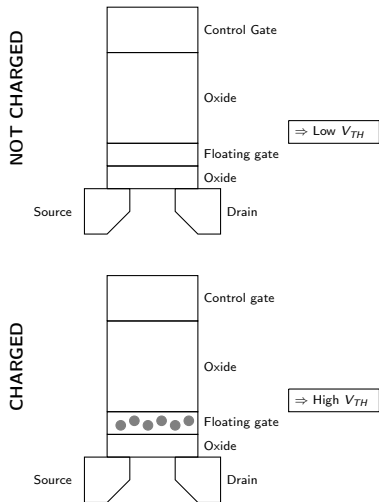 NOT CHARGED
Control Gate
Oxide
⇒ Low V_TH
Floating gate
Oxide
Source
Drain
CHARGED
Control gate
Oxide
⇒ High V_TH
Floating gate
Oxide
Source
Drain